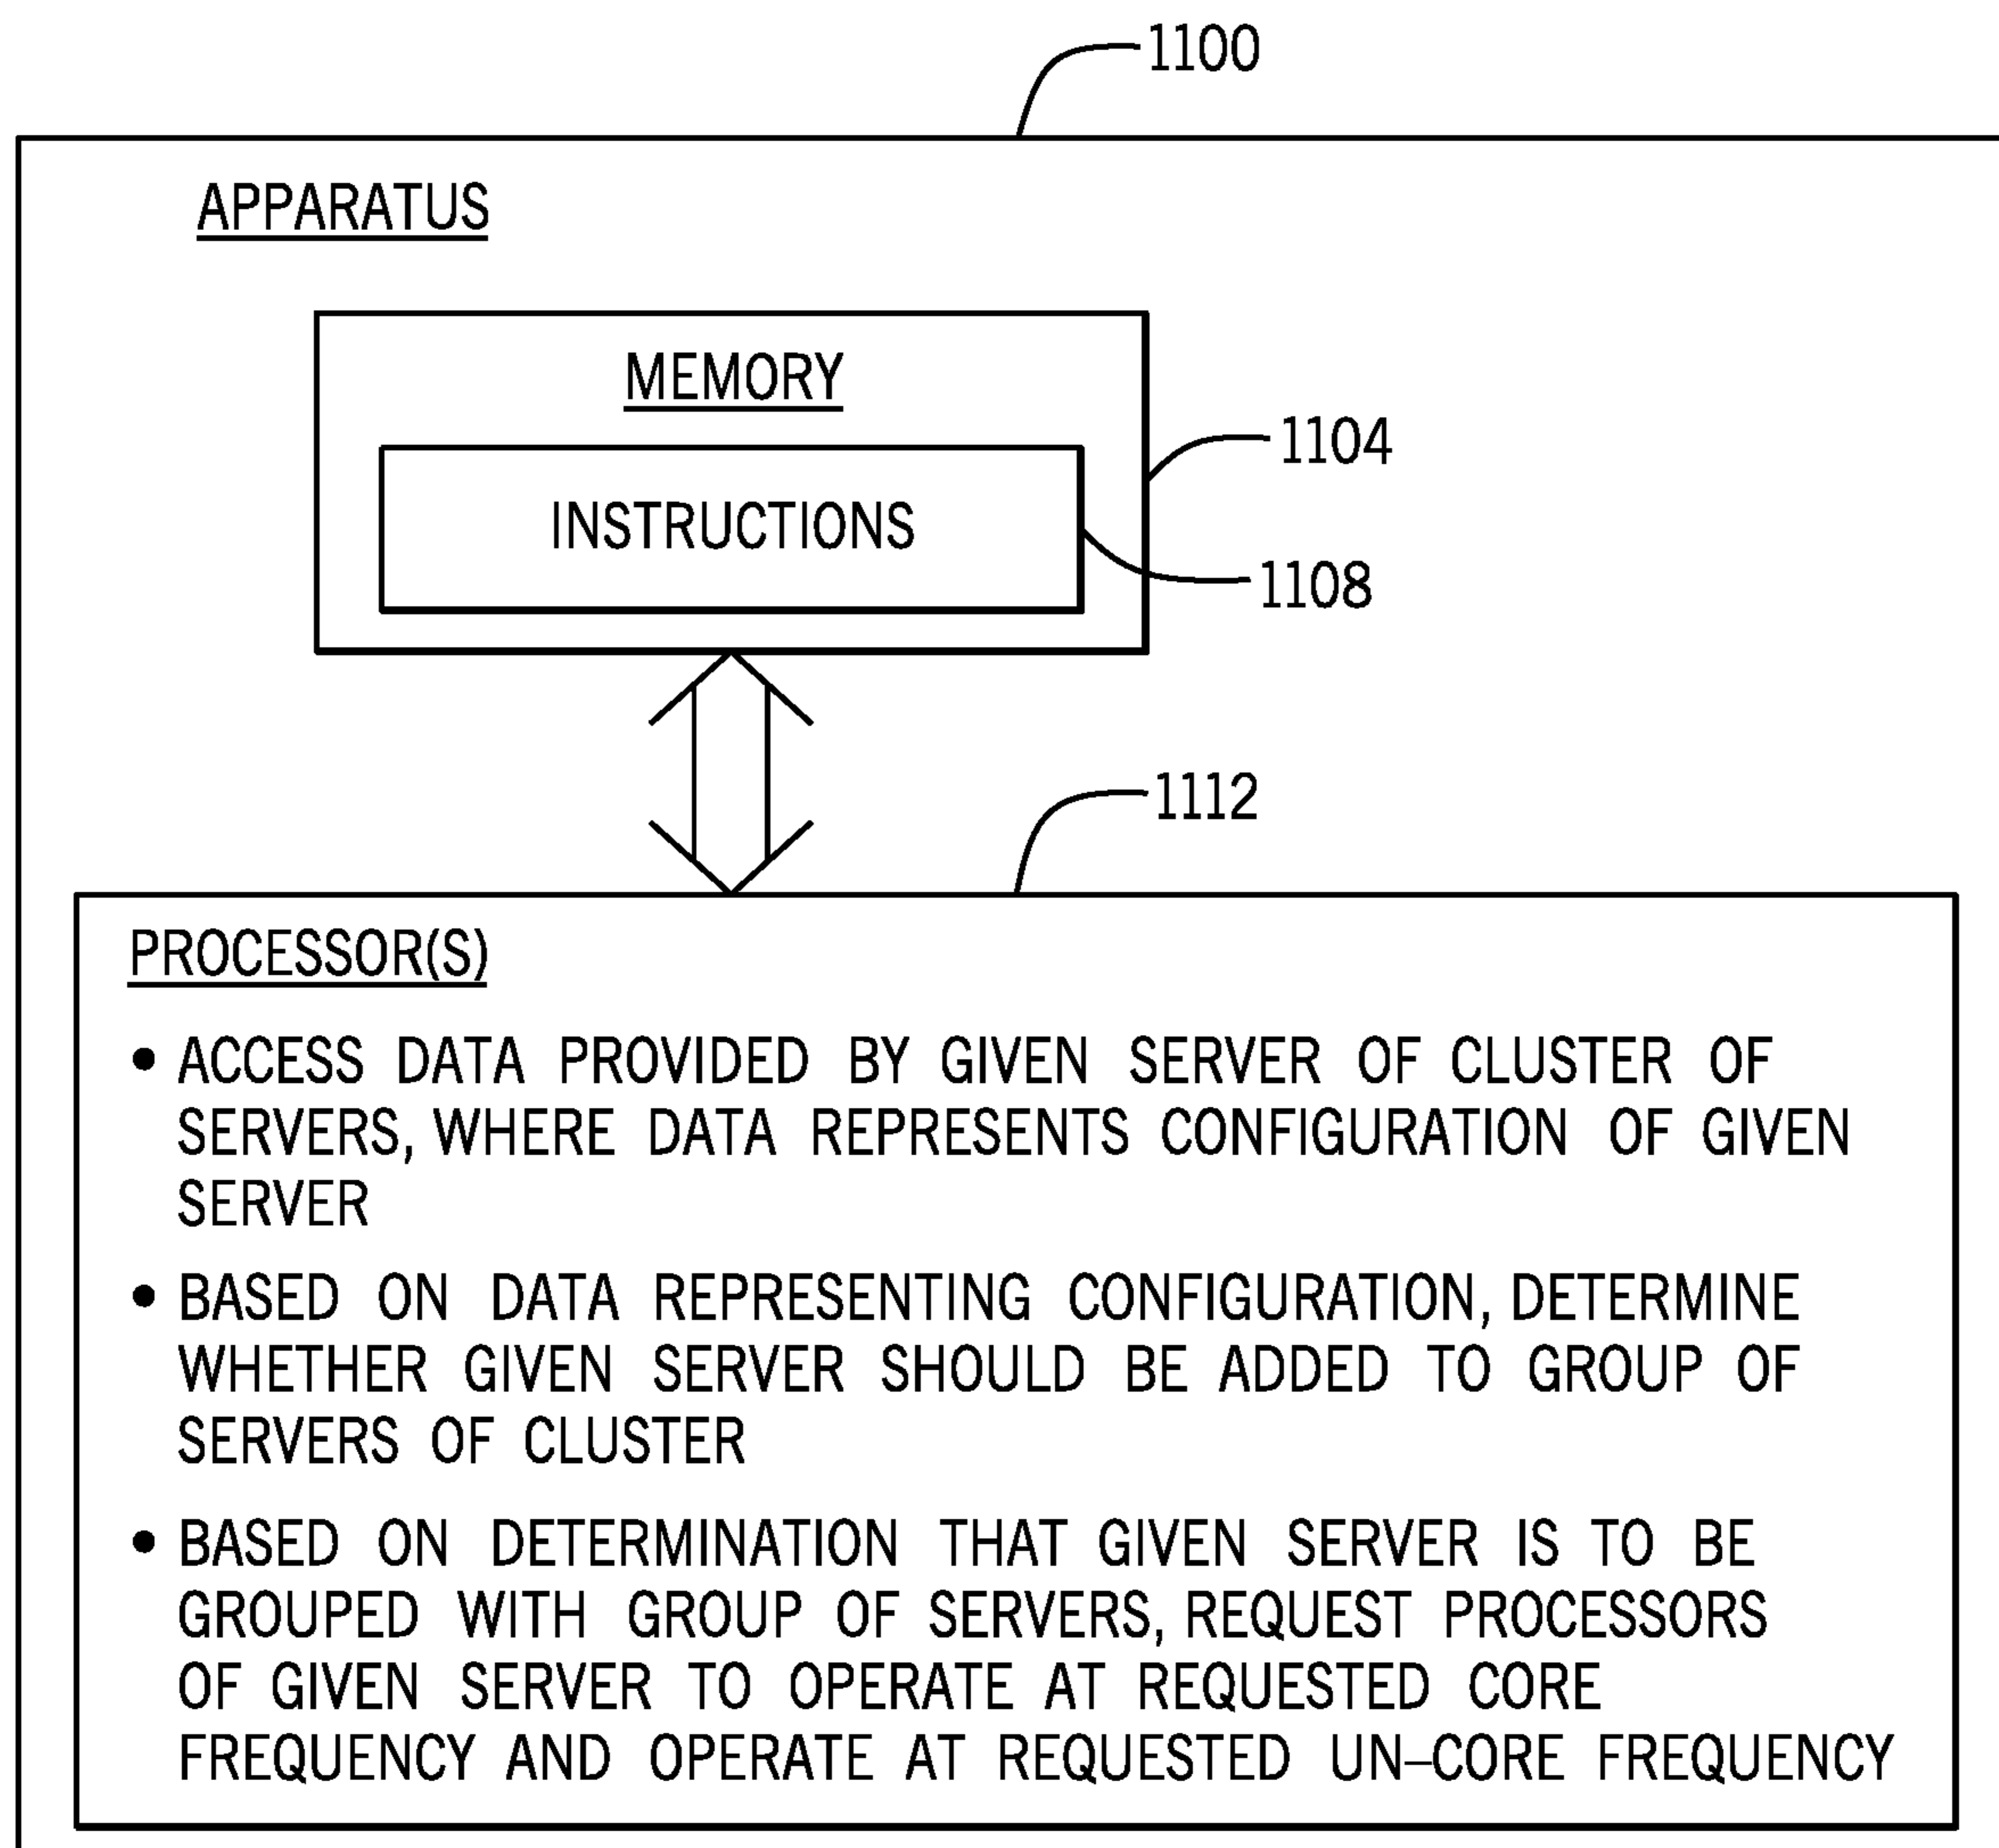 1100
APPARATUS
MEMORY
1104
INSTRUCTIONS
1108
1112
PROCESSOR(S)
• ACCESS DATA PROVIDED BY GIVEN SERVER OF CLUSTER OF
SERVERS, WHERE DATA REPRESENTS CONFIGURATION OF GIVEN
SERVER
• BASED ON DATA REPRESENTING CONFIGURATION, DETERMINE
WHETHER GIVEN SERVER SHOULD BE ADDED TO GROUP OF
SERVERS OF CLUSTER
• BASED ON DETERMINATION THAT GIVEN SERVER IS TO BE
GROUPED WITH GROUP OF SERVERS, REQUEST PROCESSORS
OF GIVEN SERVER TO OPERATE AT REQUESTED CORE
FREQUENCY AND OPERATE AT REQUESTED UN–CORE FREQUENCY